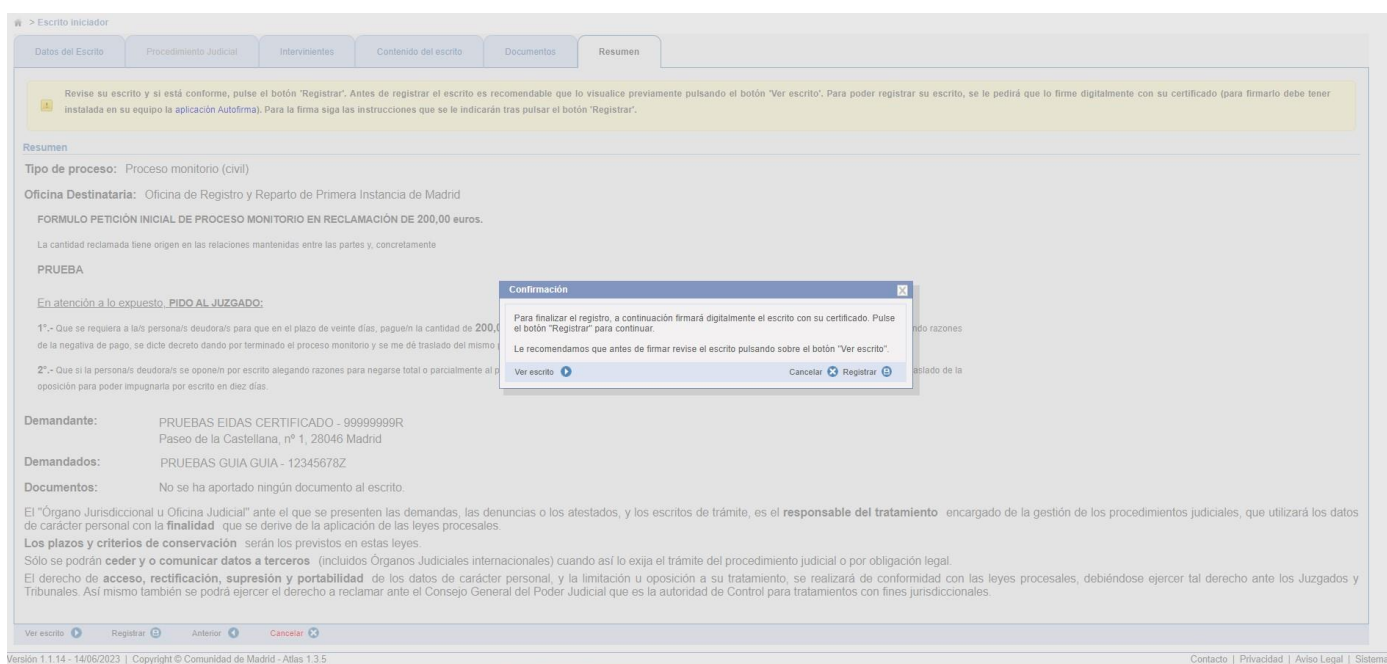 > Escrito iniciador
Datos del Escrito Procedimiento Judicial Intervinientes Contenido del escrito Documentos Resumen
Revise su escrito y si está conforme, pulse el botón 'Registrar'. Antes de registrar el escrito es recomendable que lo visualice previamente pulsando el botón 'Ver escrito'. Para poder registrar su escrito, se le pedirá que lo firme digitalmente con su certificado (para firmarlo debe tener
instalada en su equipo la aplicación Autofirma). Para la firma siga las instrucciones que se le indicarán tras pulsar el botón 'Registrar'.
Resumen
Tipo de proceso: Proceso monitorio (civil)
Oficina Destinataria: Oficina de Registro y Reparto de Primera Instancia de Madrid
FORMULO PETICIÓN INICIAL DE PROCESO MONITORIO EN RECLAMACIÓN DE 200,00 euros.
La cantidad reclamada tiene origen en las relaciones mantenidas entre las partes y, concretamente
PRUEBA
En atención a lo expuesto, PIDO AL JUZGADO:
1º.- Que se requiera a la/s persona/s deudora/s para que en el plazo de veinte días, pague/n la cantidad de 200,0 ndo razones
de la negativa de pago, se dicte decreto dando por terminado el proceso monitorio y se me dé traslado del mismo
2º.- Que si la persona/s deudora/s se opone/n por escrito alegando razones para negarse total o parcialmente al p aslado de la
oposición para poder impugnarla por escrito en diez días.
Confirmación
Para finalizar el registro, a continuación firmará digitalmente el escrito con su certificado. Pulse
el botón "Registrar" para continuar.
Le recomendamos que antes de firmar revise el escrito pulsando sobre el botón "Ver escrito".
Ver escrito Cancelar Registrar
Demandante: PRUEBAS EIDAS CERTIFICADO - 99999999R
Paseo de la Castellana, nº 1, 28046 Madrid
Demandados: PRUEBAS GUIA GUIA - 12345678Z
Documentos: No se ha aportado ningún documento al escrito.
El "Órgano Jurisdiccional u Oficina Judicial" ante el que se presenten las demandas, las denuncias o los atestados, y los escritos de trámite, es el responsable del tratamiento encargado de la gestión de los procedimientos judiciales, que utilizará los datos
de carácter personal con la finalidad que se derive de la aplicación de las leyes procesales.
Los plazos y criterios de conservación serán los previstos en estas leyes.
Sólo se podrán ceder y o comunicar datos a terceros (incluidos Órganos Judiciales internacionales) cuando así lo exija el trámite del procedimiento judicial o por obligación legal.
El derecho de acceso, rectificación, supresión y portabilidad de los datos de carácter personal, y la limitación u oposición a su tratamiento, se realizará de conformidad con las leyes procesales, debiéndose ejercer tal derecho ante los Juzgados y
Tribunales. Así mismo también se podrá ejercer el derecho a reclamar ante el Consejo General del Poder Judicial que es la autoridad de Control para tratamientos con fines jurisdiccionales.
Ver escrito Registrar Anterior Cancelar
Versión 1.1.14 - 14/06/2023 | Copyright © Comunidad de Madrid - Atlas 1.3.5 Contacto | Privacidad | Aviso Legal | Sistema